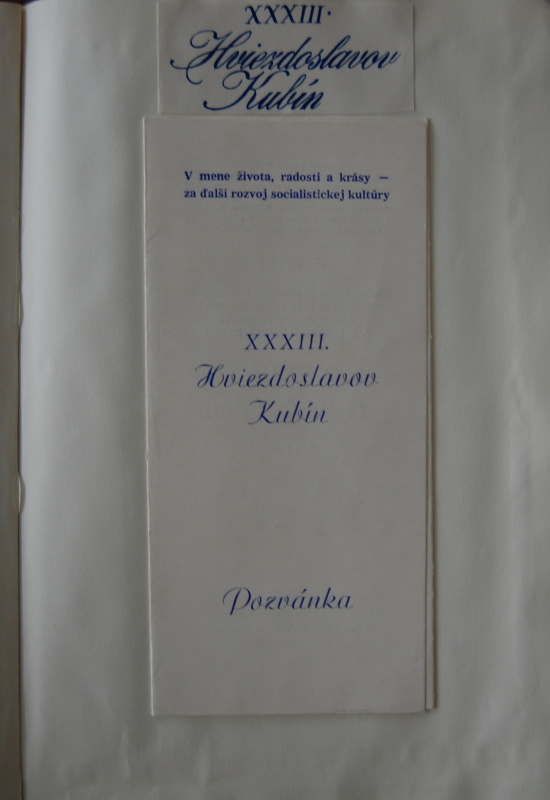 XXXIII.
Hviezdoslavov
Kubín
V mene života, radosti a krásy —
za ďalší rozvoj socialistickej kultúry
XXXIII.
Hviezdoslavov
Kubín
Pozvánka